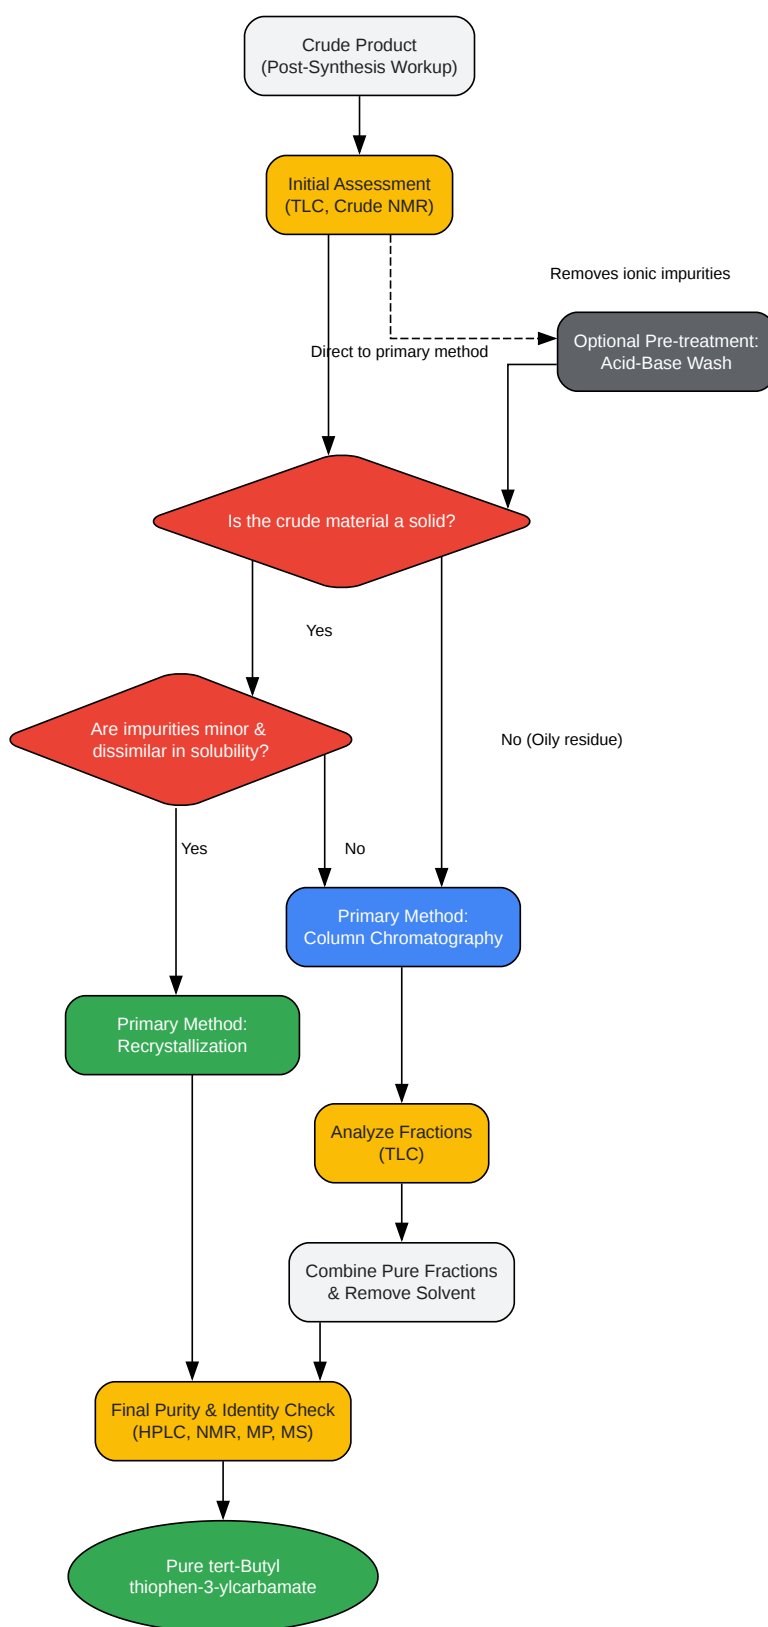 Crude Product
(Post-Synthesis Workup)
Initial Assessment
(TLC, Crude NMR)
Removes ionic impurities
Optional Pre-treatment:
Acid-Base Wash
Direct to primary method
Is the crude material a solid?
Yes
Are impurities minor &
dissimilar in solubility?
No (Oily residue)
Yes
No
Primary Method:
Column Chromatography
Primary Method:
Recrystallization
Analyze Fractions
(TLC)
Combine Pure Fractions
& Remove Solvent
Final Purity & Identity Check
(HPLC, NMR, MP, MS)
Pure tert-Butyl
thiophen-3-ylcarbamate